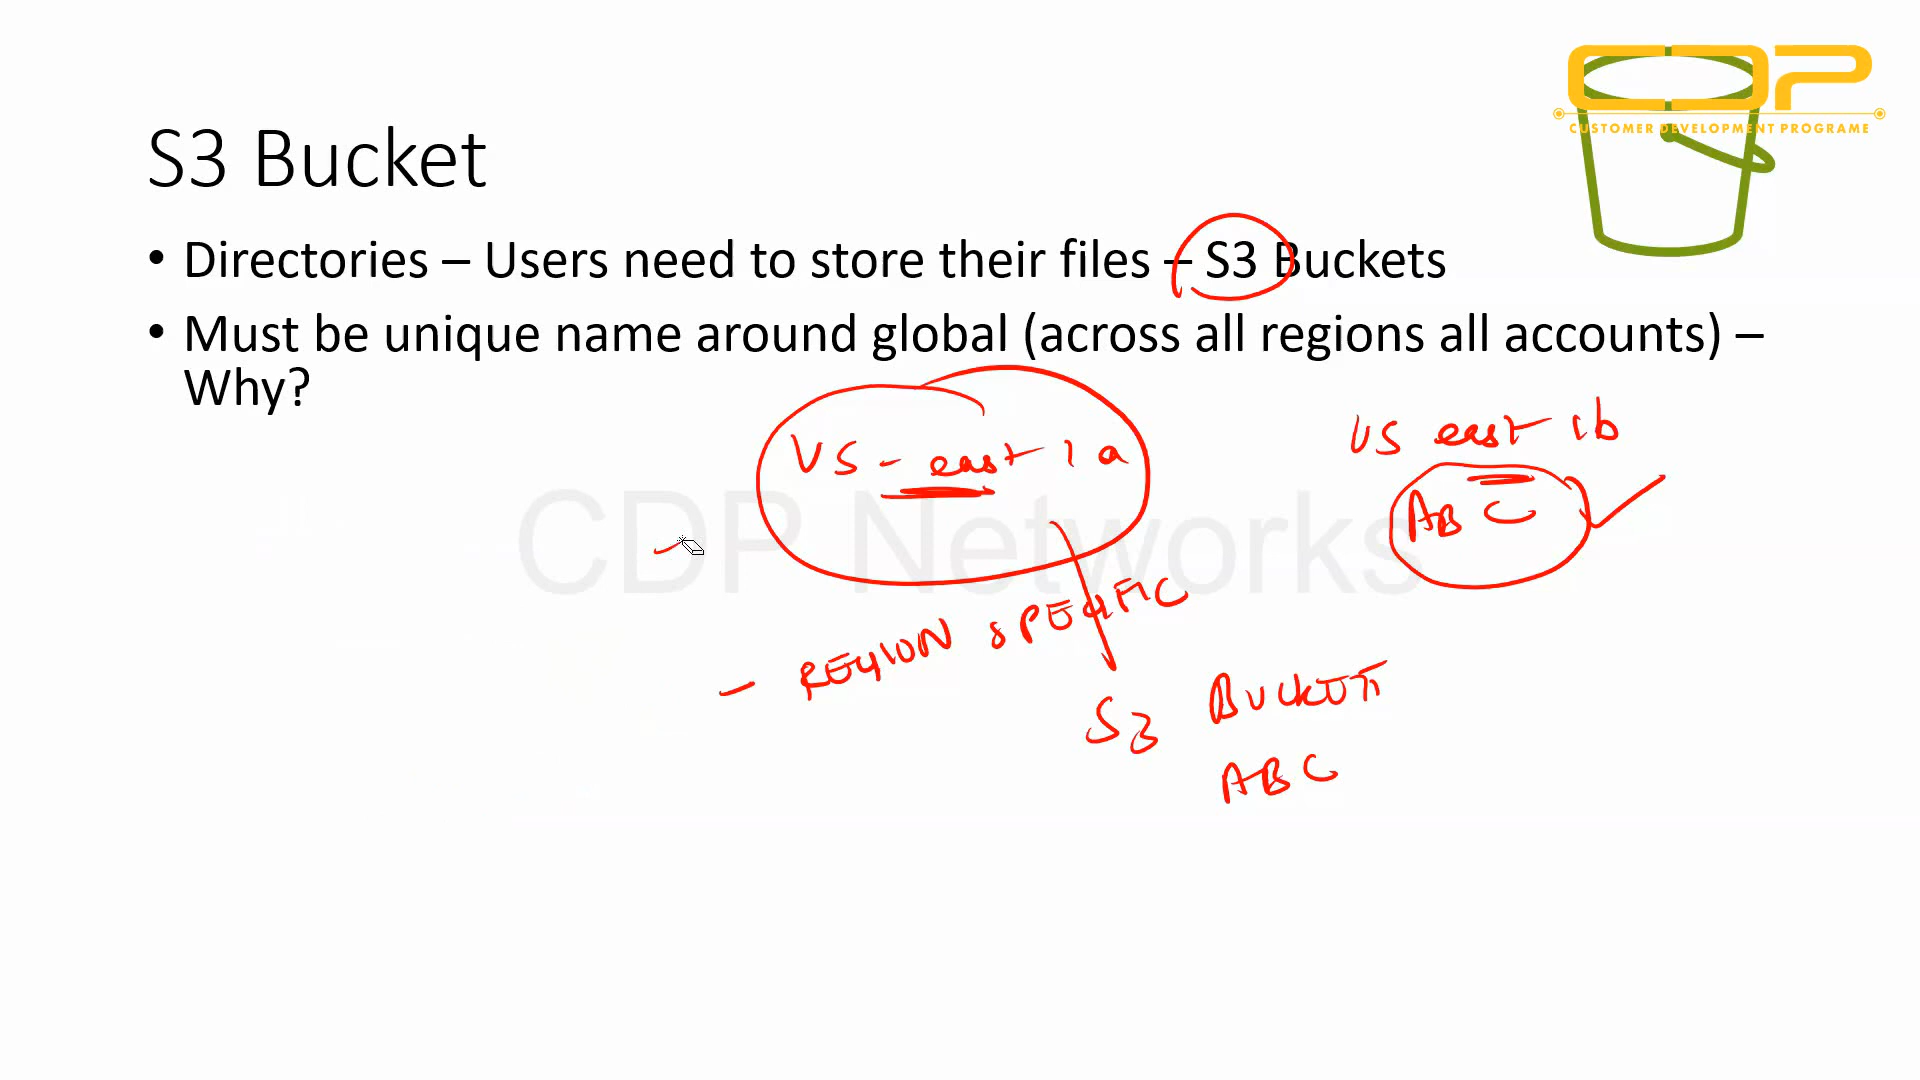 CDP
CUSTOMER DEVELOPMENT PROGRAME
S3 Bucket
• Directories – Users need to store their files – S3 Buckets
• Must be unique name around global (across all regions all accounts) –
Why?
US - east 1 a
US east 1b
ABC
CDP Networks
- REGION SPECIFIC
S3 BUCKET
ABC